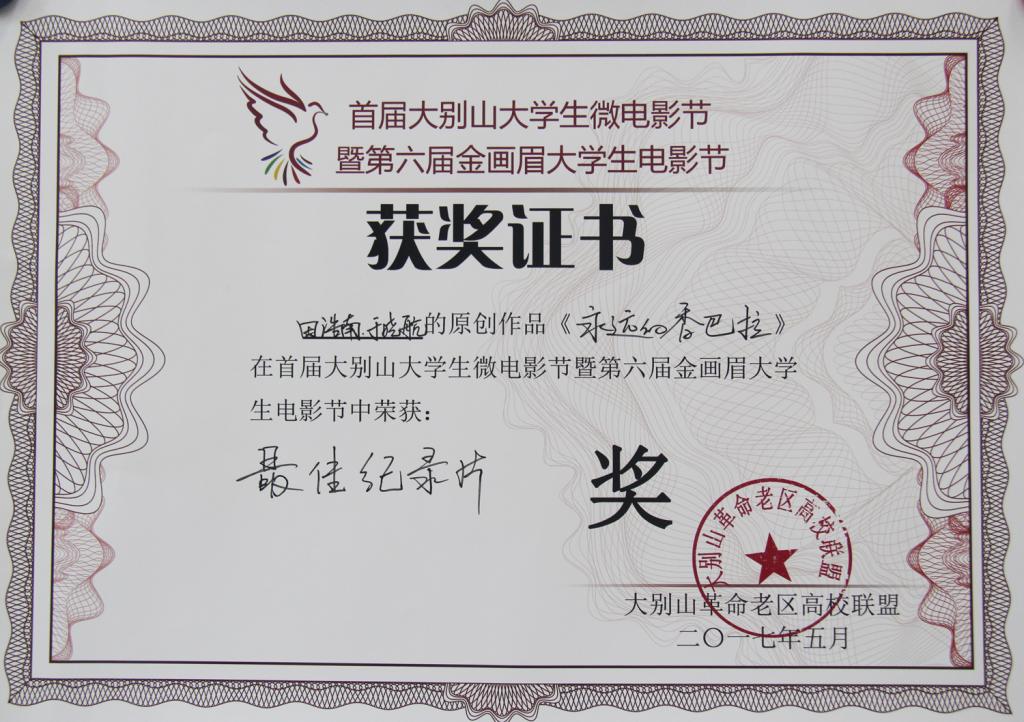 首届大别山大学生微电影节
暨第六届金画眉大学生电影节
获奖证书
田浩南 于晓航的原创作品《永远的香巴拉》
在首届大别山大学生微电影节暨第六届金画眉大学
生电影节中荣获：
最佳纪录片 奖
大别山革命老区高校联盟
大别山革命老区高校联盟
二〇一七年五月